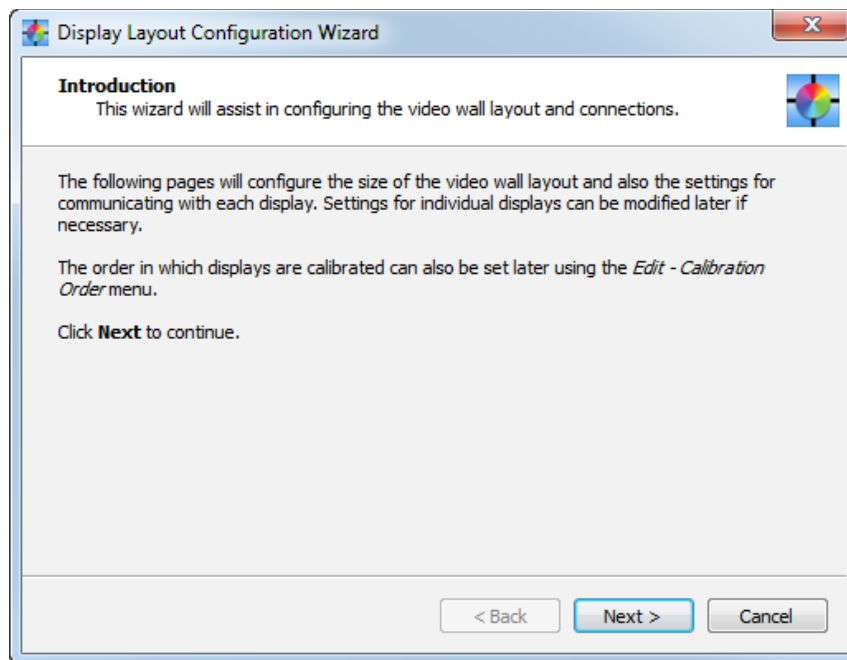 Display Layout Configuration Wizard
X
Introduction
This wizard will assist in configuring the video wall layout and connections.
The following pages will configure the size of the video wall layout and also the settings for
communicating with each display. Settings for individual displays can be modified later if
necessary.
The order in which displays are calibrated can also be set later using the Edit - Calibration
Order menu.
Click Next to continue.
< Back
Next >
Cancel